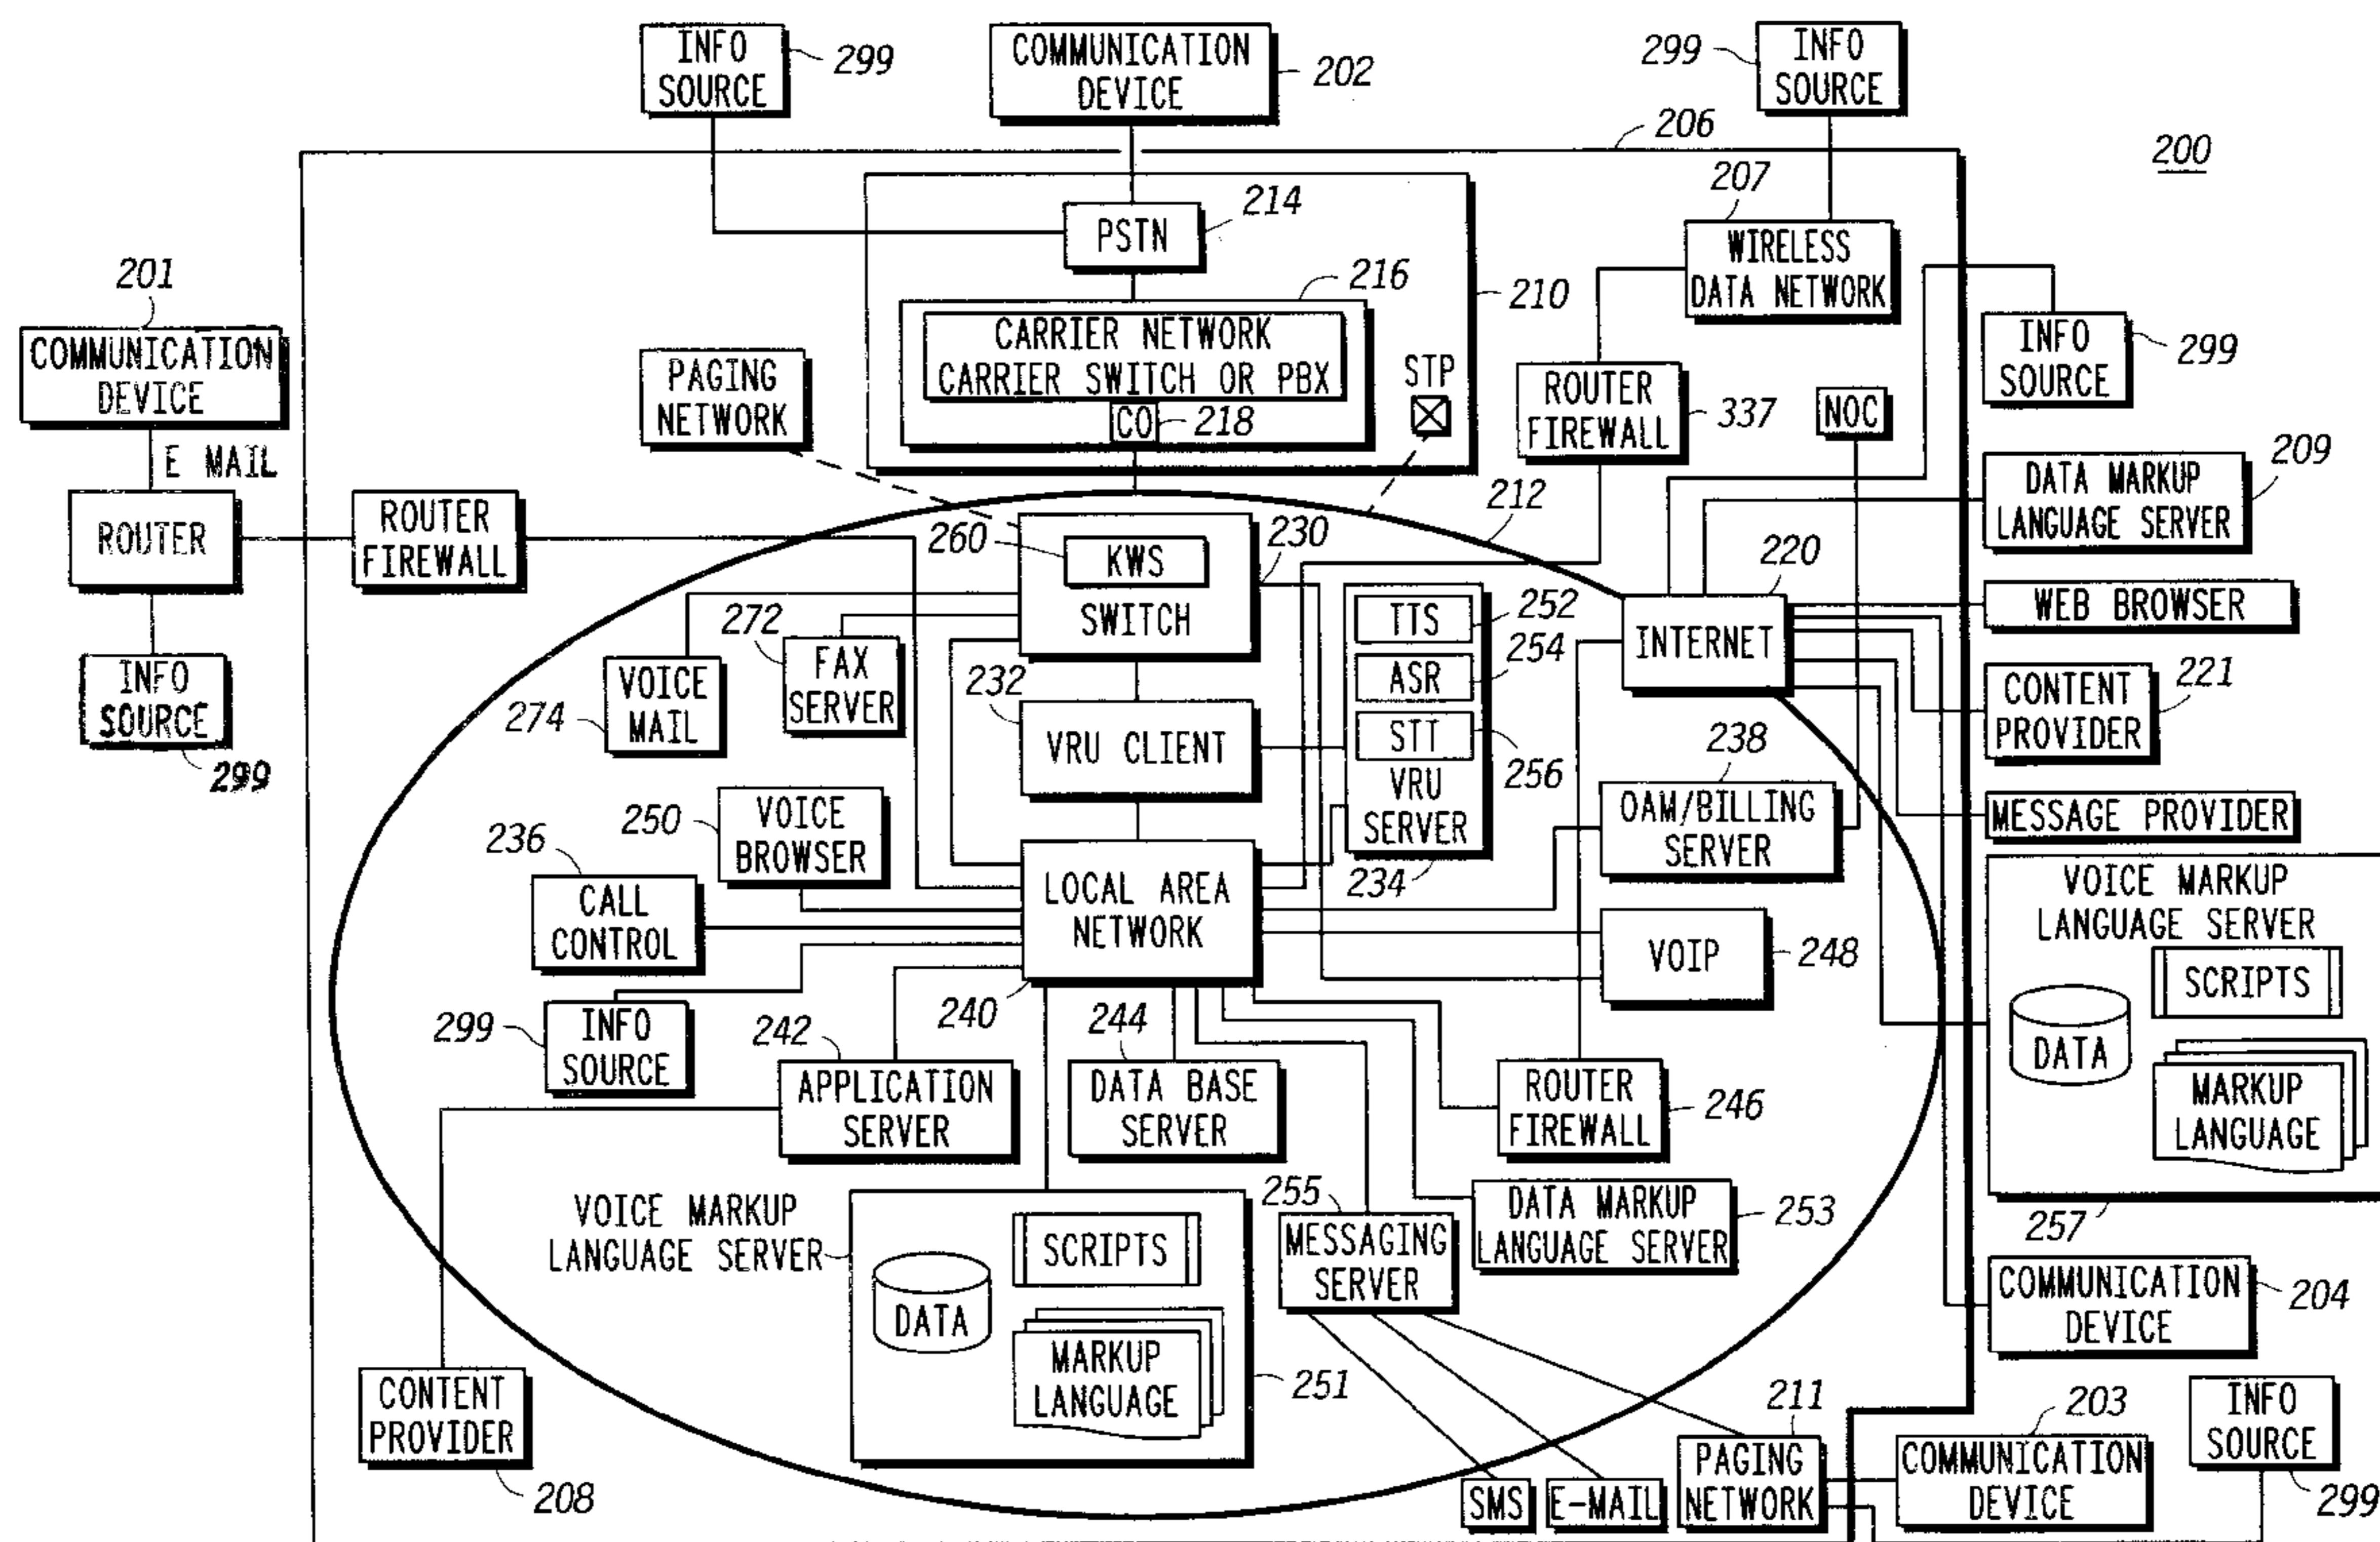 INFO
SOURCE
299
COMMUNICATION
DEVICE
202
299
INFO
SOURCE
206
200
207
214
PSTN
WIRELESS
DATA NETWORK
201
216
210
COMMUNICATION
DEVICE
CARRIER NETWORK
CARRIER SWITCH OR PBX
CO
218
STP
PAGING
NETWORK
ROUTER
FIREWALL
337
NOC
INFO
SOURCE
299
E MAIL
ROUTER
ROUTER
FIREWALL
INFO
SOURCE
299
212
DATA MARKUP
LANGUAGE SERVER
209
260
KWS
SWITCH
230
220
INTERNET
WEB BROWSER
272
FAX
SERVER
VOICE
MAIL
274
232
VRU CLIENT
TTS
252
ASR
254
STT
256
VRU
SERVER
234
CONTENT
PROVIDER
221
238
OAM/BILLING
SERVER
MESSAGE PROVIDER
250
VOICE
BROWSER
236
CALL
CONTROL
LOCAL AREA
NETWORK
240
VOIP
248
VOICE MARKUP
LANGUAGE SERVER
SCRIPTS
DATA
MARKUP
LANGUAGE
257
299
INFO
SOURCE
242
APPLICATION
SERVER
244
DATA BASE
SERVER
ROUTER
FIREWALL
246
VOICE MARKUP
LANGUAGE SERVER
SCRIPTS
DATA
MARKUP
LANGUAGE
251
255
MESSAGING
SERVER
DATA MARKUP
LANGUAGE SERVER
253
COMMUNICATION
DEVICE
204
CONTENT
PROVIDER
208
SMS
E-MAIL
211
PAGING
NETWORK
203
COMMUNICATION
DEVICE
INFO
SOURCE
299